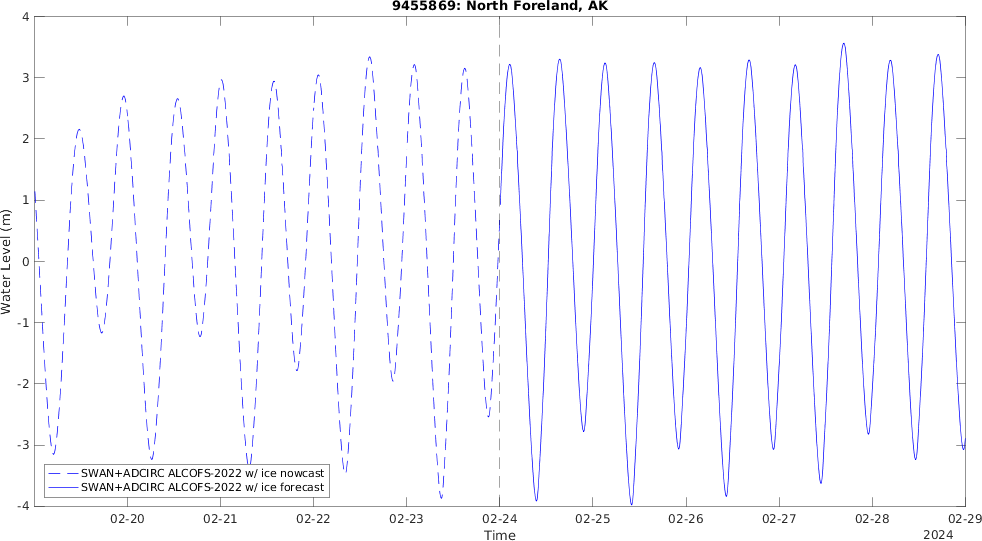 9455869: North Foreland, AK
4
3
2
1
0
-1
-2
-3
-4
Water Level (m)
SWAN+ADCIRC ALCOFS-2022 w/ ice nowcast
SWAN+ADCIRC ALCOFS-2022 w/ ice forecast
02-20 02-21 02-22 02-23 02-24 02-25 02-26 02-27 02-28 02-29
Time
2024